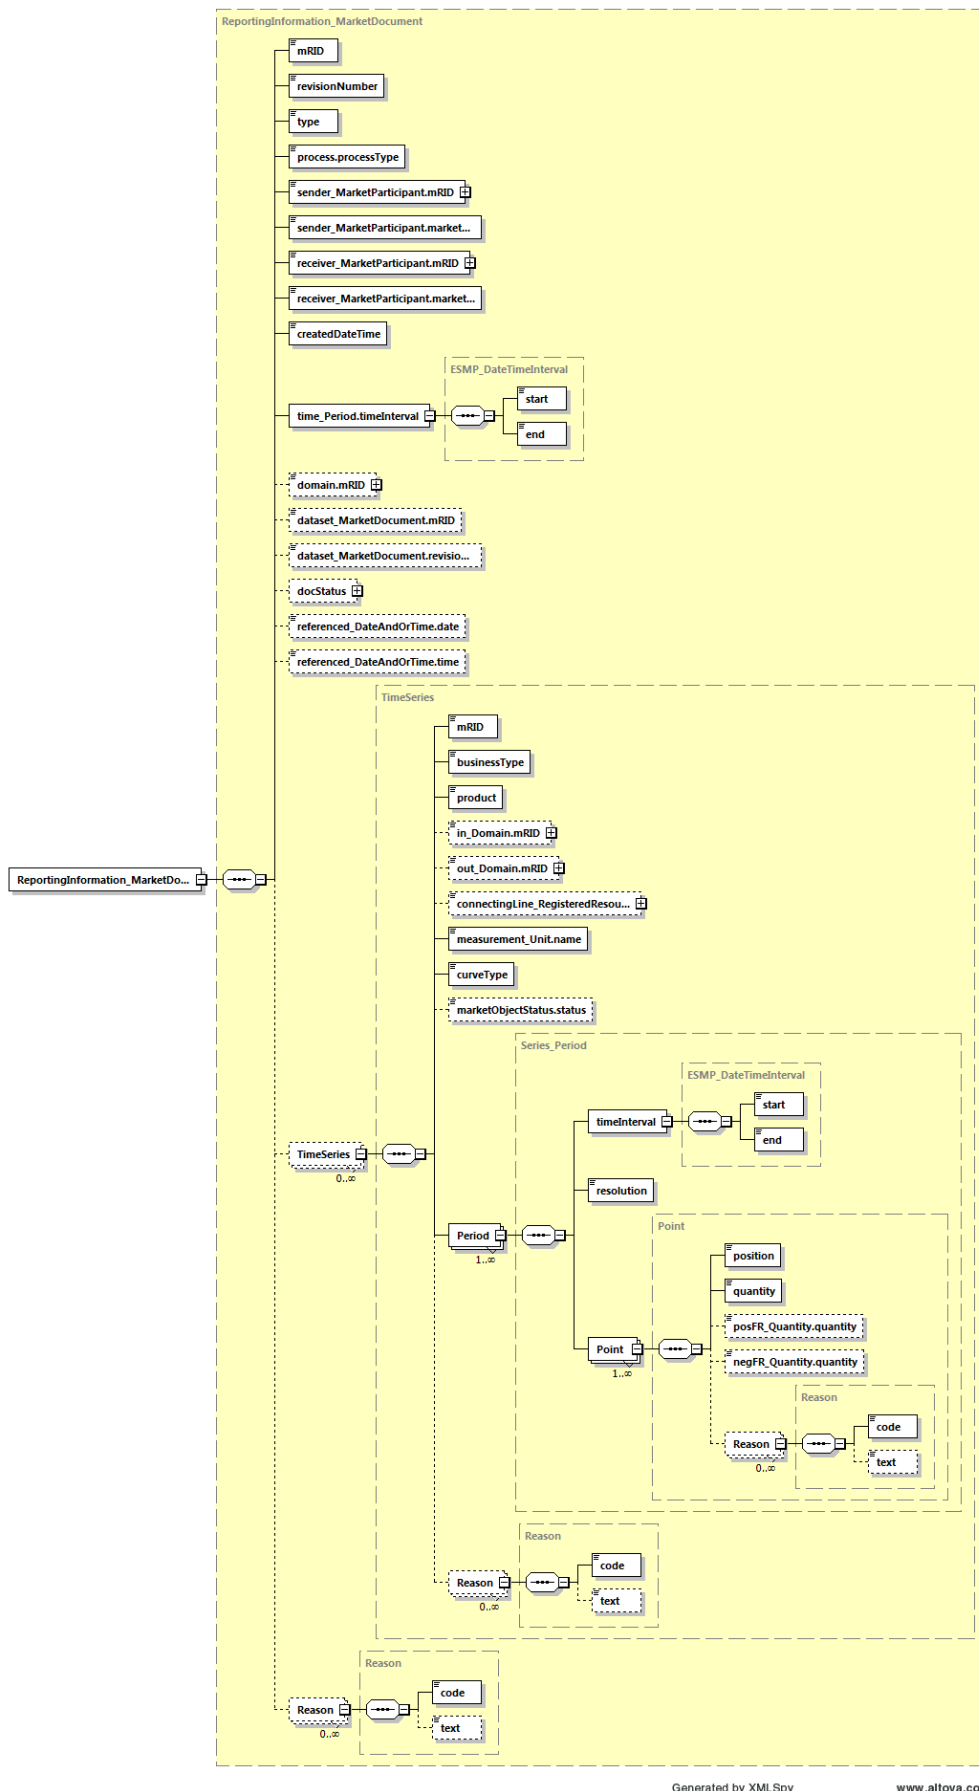 ReportingInformation_MarketDocument
mRID
revisionNumber
type
process.processType
sender_MarketParticipant.mRID
sender_MarketParticipant.market...
receiver_MarketParticipant.mRID
receiver_MarketParticipant.market...
createdDateTime
ESMP_DateTimeInterval
start
time_Period.timeInterval
end
domain.mRID
dataset_MarketDocument.mRID
dataset_MarketDocument.revisio...
docStatus
referenced_DateAndOrTime.date
referenced_DateAndOrTime.time
TimeSeries
mRID
businessType
product
in_Domain.mRID
out_Domain.mRID
ReportingInformation_MarketDo...
connectingLine_RegisteredResou...
measurement_Unit.name
curveType
marketObjectStatus.status
Series_Period
ESMP_DateTimeInterval
start
timeInterval
end
TimeSeries
0..∞
resolution
Point
Period
1..∞
position
quantity
posFR_Quantity.quantity
Point
1..∞
negFR_Quantity.quantity
Reason
code
Reason
0..∞
text
Reason
code
Reason
0..∞
text
Reason
code
Reason
0..∞
text
Generated by XMLSpy
www.altova.co